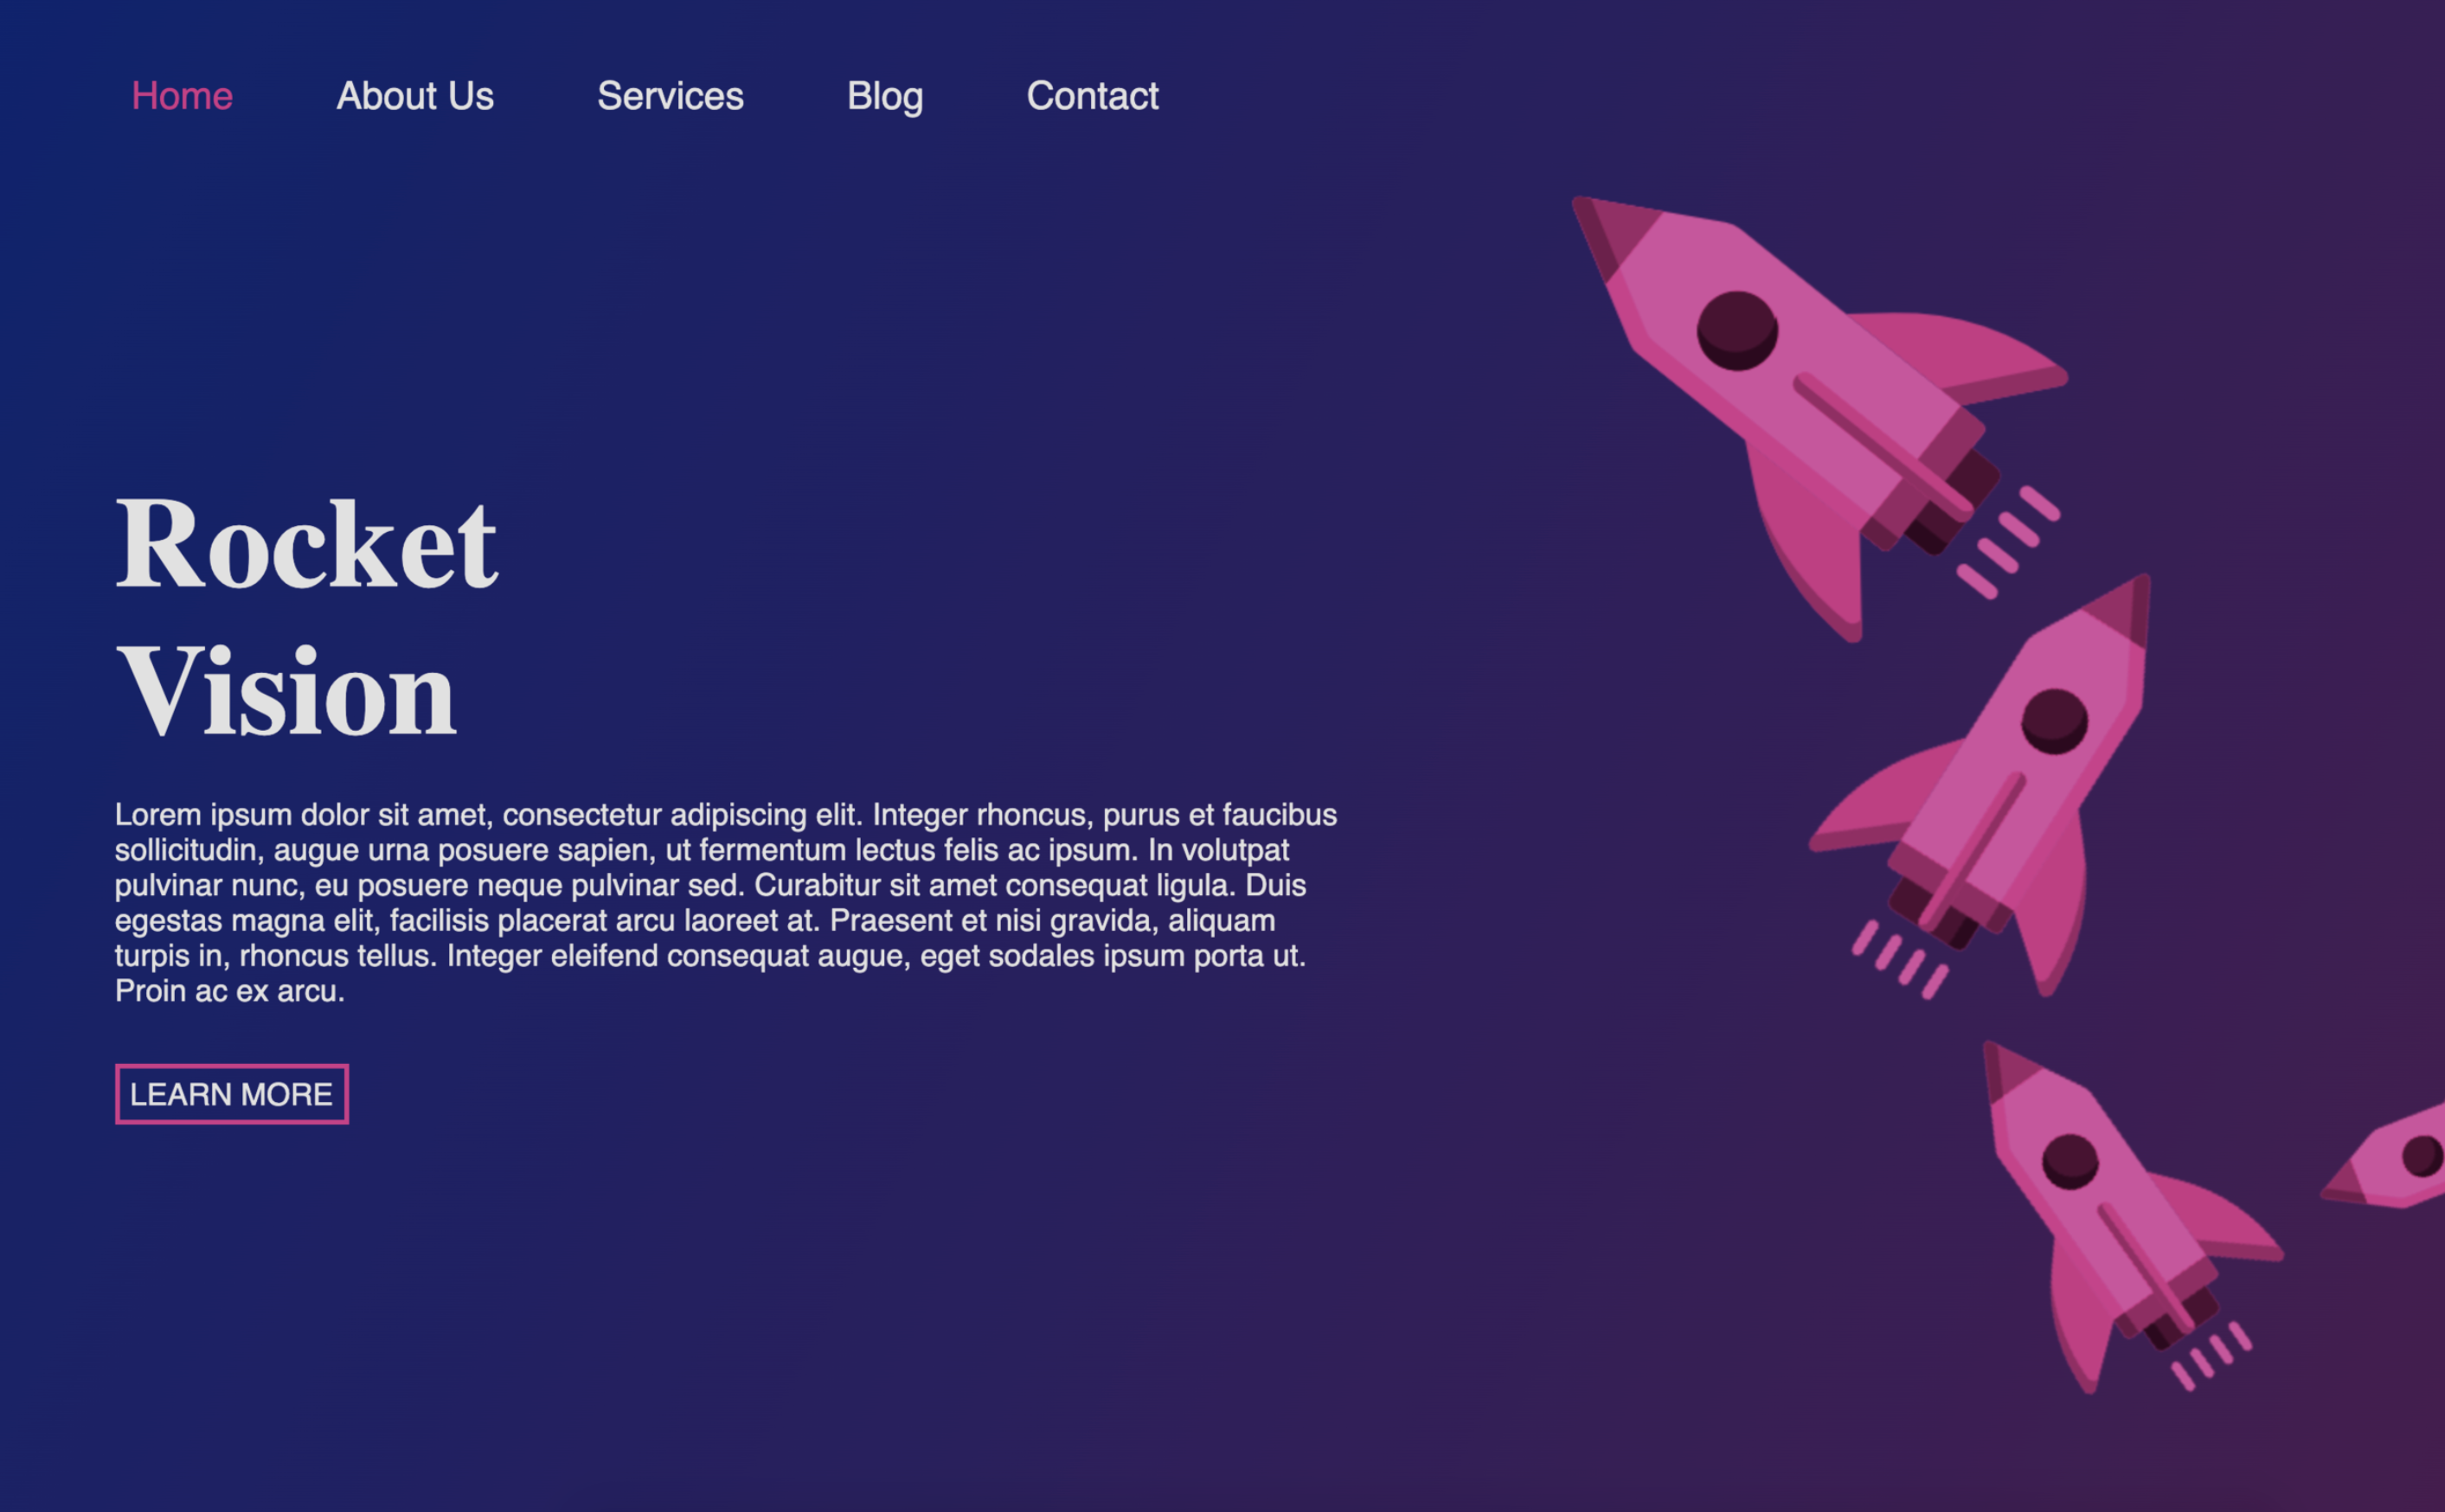 Home About Us Services Blog Contact
Rocket
Vision
Lorem ipsum dolor sit amet, consectetur adipiscing elit. Integer rhoncus, purus et faucibus
sollicitudin, augue urna posuere sapien, ut fermentum lectus felis ac ipsum. In volutpat
pulvinar nunc, eu posuere neque pulvinar sed. Curabitur sit amet consequat ligula. Duis
egestas magna elit, facilisis placerat arcu laoreet at. Praesent et nisi gravida, aliquam
turpis in, rhoncus tellus. Integer eleifend consequat augue, eget sodales ipsum porta ut.
Proin ac ex arcu.
LEARN MORE